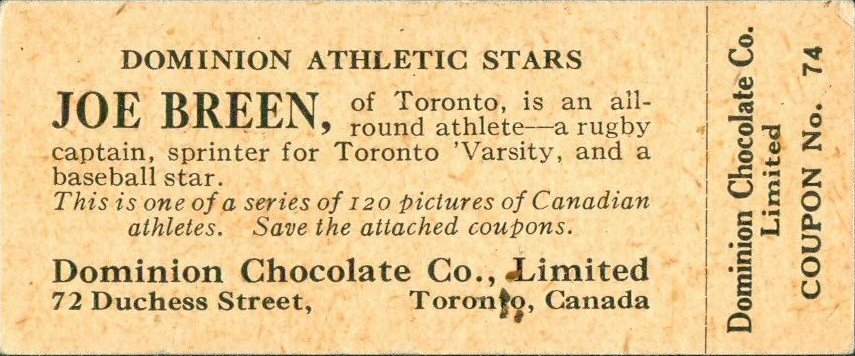 DOMINION ATHLETIC STARS
JOE BREEN, of Toronto, is an all-
round athlete—a rugby
captain, sprinter for Toronto 'Varsity, and a
baseball star.
This is one of a series of 120 pictures of Canadian
athletes. Save the attached coupons.
Dominion Chocolate Co., Limited
72 Duchess Street, Toronto, Canada
Dominion Chocolate Co.
Limited
COUPON No. 74